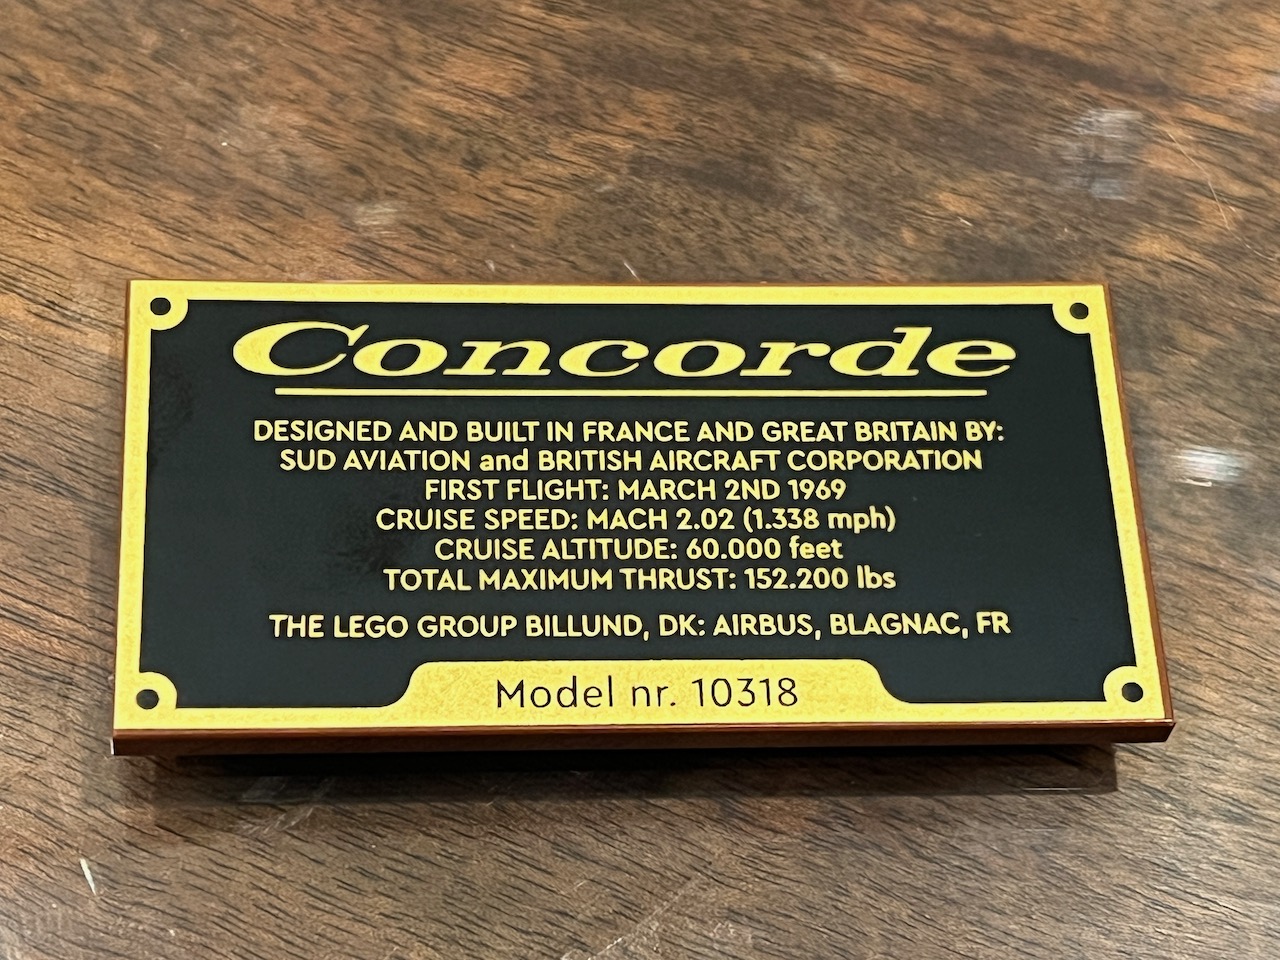 Concorde
DESIGNED AND BUILT IN FRANCE AND GREAT BRITAIN BY:
SUD AVIATION and BRITISH AIRCRAFT CORPORATION
FIRST FLIGHT: MARCH 2ND 1969
CRUISE SPEED: MACH 2.02 (1.338 mph)
CRUISE ALTITUDE: 60.000 feet
TOTAL MAXIMUM THRUST: 152.200 lbs
THE LEGO GROUP BILLUND, DK: AIRBUS, BLAGNAC, FR
Model nr. 10318